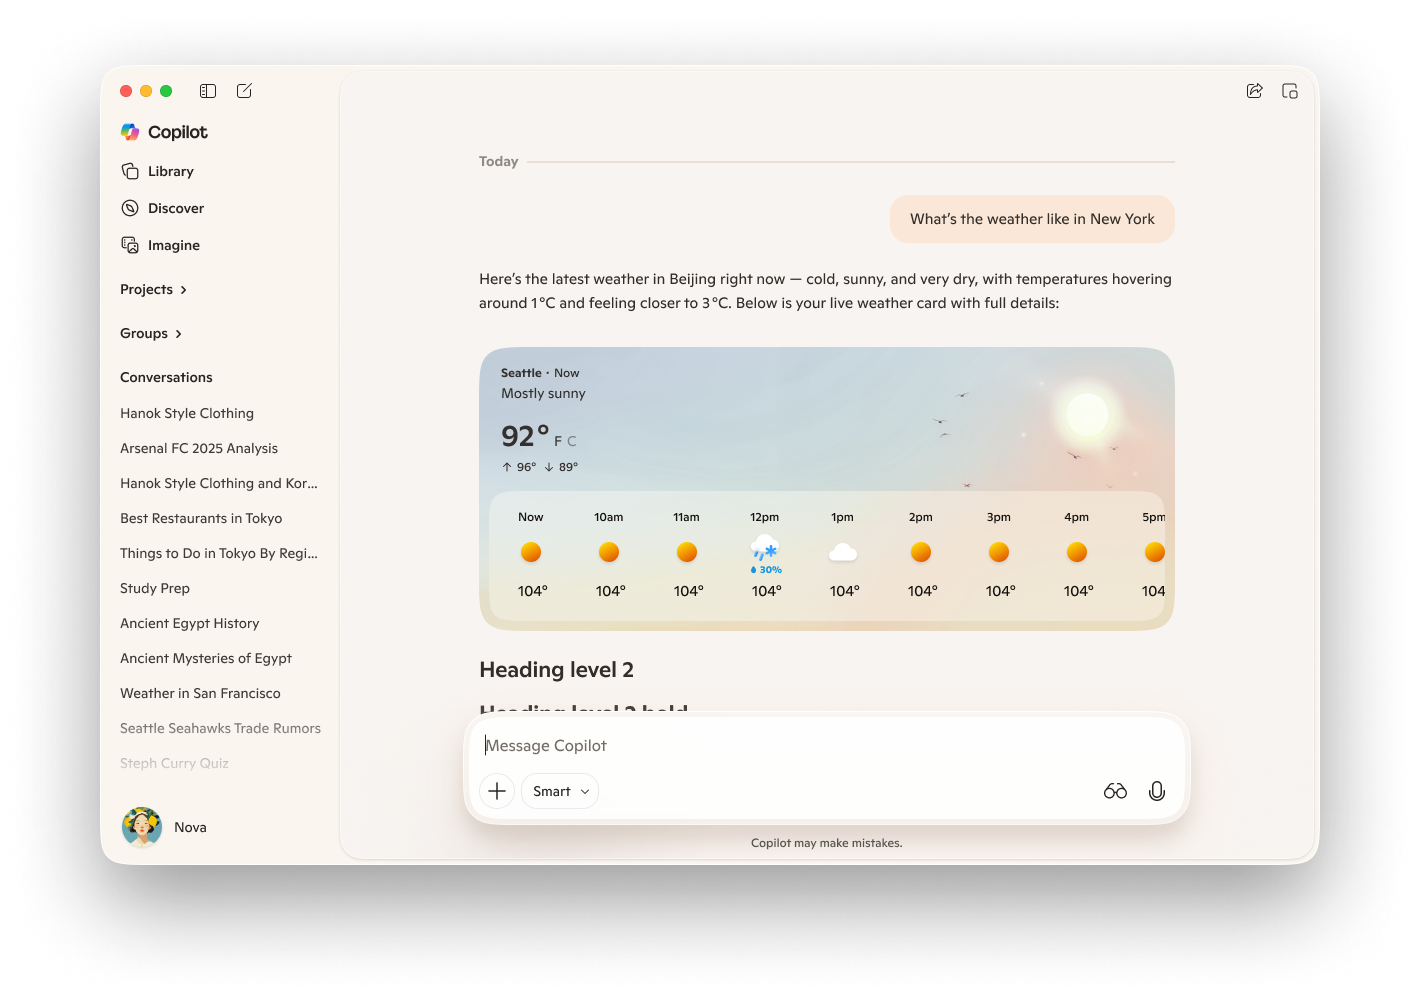 Copilot
Library
Discover
Imagine
Projects
Groups
Conversations
Hanok Style Clothing
Arsenal FC 2025 Analysis
Hanok Style Clothing and Kor...
Best Restaurants in Tokyo
Things to Do in Tokyo By Regi...
Study Prep
Ancient Egypt History
Ancient Mysteries of Egypt
Weather in San Francisco
Seattle Seahawks Trade Rumors
Steph Curry Quiz
Nova
Today
What's the weather like in New York
Here's the latest weather in Beijing right now — cold, sunny, and very dry, with temperatures hovering
around 1°C and feeling closer to 3°C. Below is your live weather card with full details:
Seattle · Now
Mostly sunny
92° F C
↑ 96° ↓ 89°
Now 10am 11am 12pm 1pm 2pm 3pm 4pm 5pm
30%
104° 104° 104° 104° 104° 104° 104° 104° 104
Heading level 2
Heading level 2 bold
Message Copilot
Smart
Copilot may make mistakes.